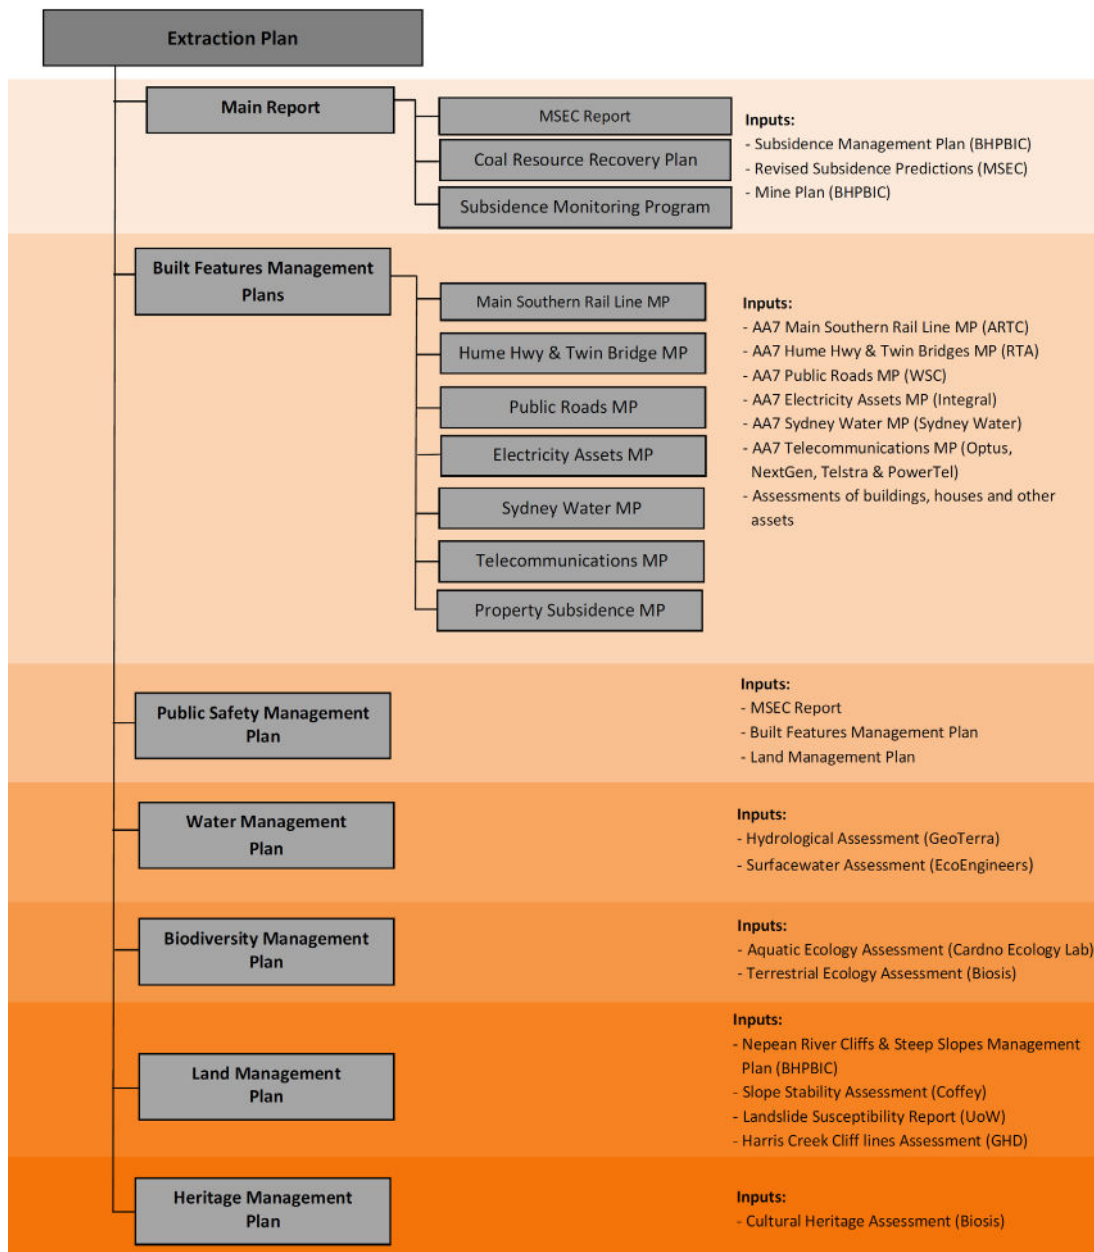 Extraction Plan
Main Report
MSEC Report
Coal Resource Recovery Plan
Subsidence Monitoring Program
Inputs:
- Subsidence Management Plan (BHPBIC)
- Revised Subsidence Predictions (MSEC)
- Mine Plan (BHPBIC)
Built Features Management
Plans
Main Southern Rail Line MP
Hume Hwy & Twin Bridge MP
Public Roads MP
Electricity Assets MP
Sydney Water MP
Telecommunications MP
Property Subsidence MP
Inputs:
- AA7 Main Southern Rail Line MP (ARTC)
- AA7 Hume Hwy & Twin Bridges MP (RTA)
- AA7 Public Roads MP (WSC)
- AA7 Electricity Assets MP (Integral)
- AA7 Sydney Water MP (Sydney Water)
- AA7 Telecommunications MP (Optus,
NextGen, Telstra & PowerTel)
- Assessments of buildings, houses and other
assets
Public Safety Management
Plan
Inputs:
- MSEC Report
- Built Features Management Plan
- Land Management Plan
Water Management
Plan
Inputs:
- Hydrological Assessment (GeoTerra)
- Surfacewater Assessment (EcoEngineers)
Biodiversity Management
Plan
Inputs:
- Aquatic Ecology Assessment (Cardno Ecology Lab)
- Terrestrial Ecology Assessment (Biosis)
Land Management
Plan
Inputs:
- Nepean River Cliffs & Steep Slopes Management
Plan (BHPBIC)
- Slope Stability Assessment (Coffey)
- Landslide Susceptibility Report (UoW)
- Harris Creek Cliff lines Assessment (GHD)
Heritage Management
Plan
Inputs:
- Cultural Heritage Assessment (Biosis)